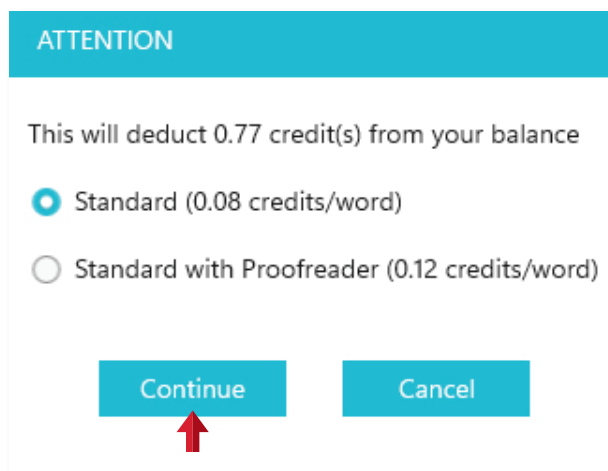 ATTENTION
This will deduct 0.77 credit(s) from your balance
Standard (0.08 credits/word)
Standard with Proofreader (0.12 credits/word)
Continue Cancel